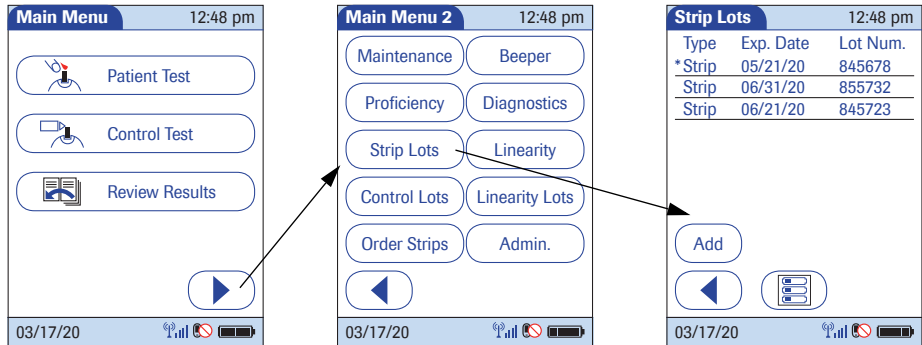 Main Menu 12:48 pm
Patient Test
Control Test
Review Results
03/17/20
Main Menu 2 12:48 pm
Maintenance Beeper
Proficiency Diagnostics
Strip Lots Linearity
Control Lots Linearity Lots
Order Strips Admin.
03/17/20
Strip Lots 12:48 pm
Type Exp. Date Lot Num.
*Strip 05/21/20 845678
Strip 06/31/20 855732
Strip 06/21/20 845723
Add
03/17/20